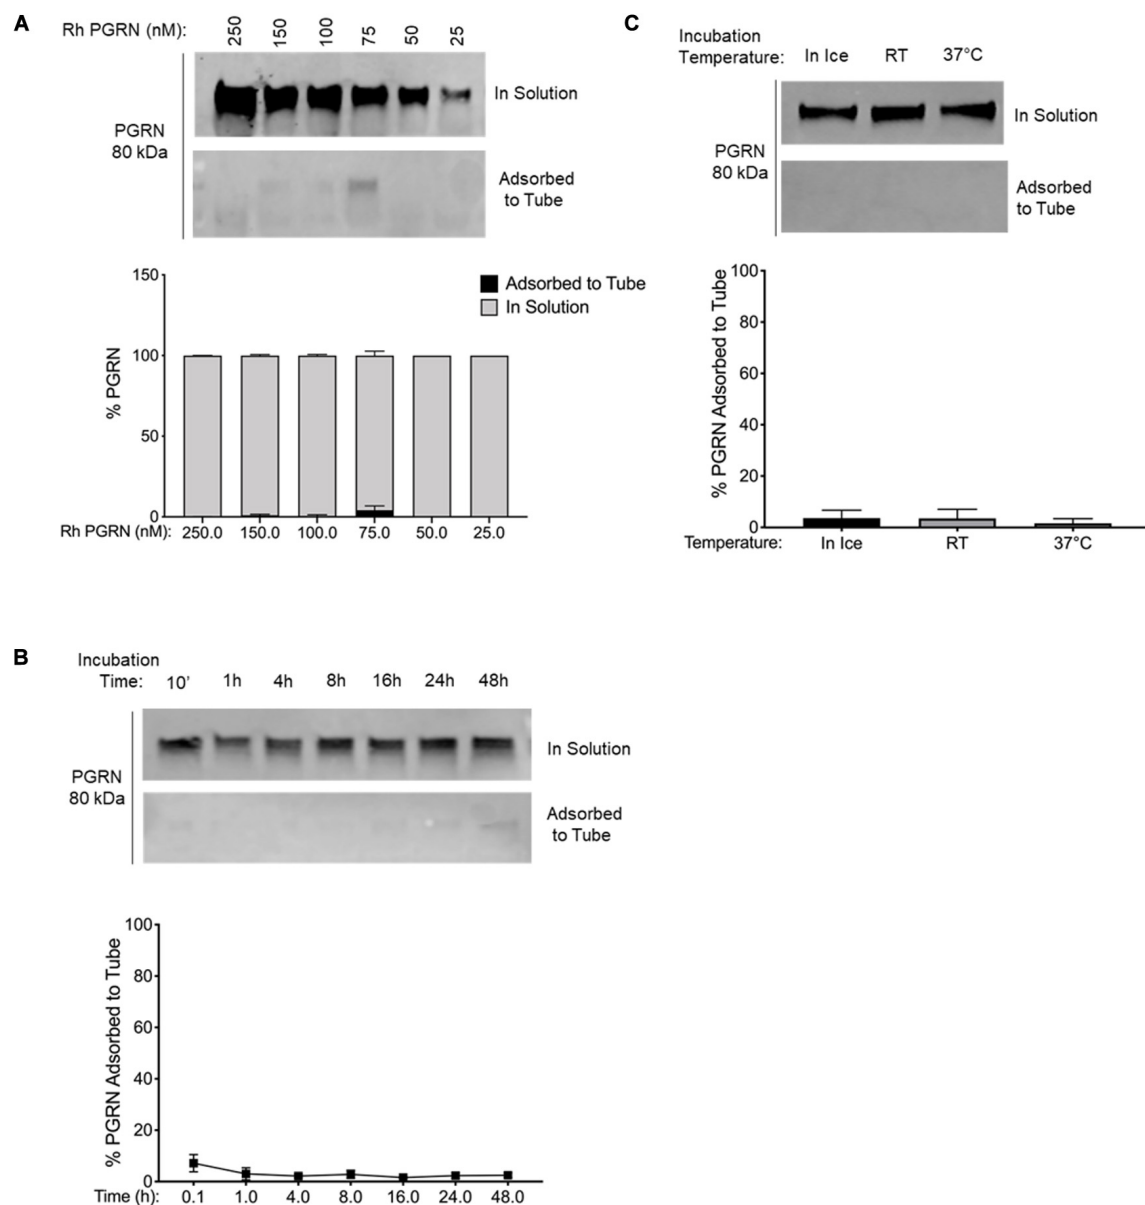 A
Rh PGRN (nM): 250 150 100 75 50 25
In Solution
PGRN
80 kDa
Adsorbed
to Tube
150
100
50
0
% PGRN
Adsorbed to Tube
In Solution
Rh PGRN (nM): 250.0 150.0 100.0 75.0 50.0 25.0
C
Incubation
Temperature: In Ice RT 37°C
In Solution
PGRN
80 kDa
Adsorbed
to Tube
100
80
60
40
20
0
% PGRN Adsorbed to Tube
Temperature: In Ice RT 37°C
B
Incubation
Time: 10' 1h 4h 8h 16h 24h 48h
In Solution
PGRN
80 kDa
Adsorbed
to Tube
100
80
60
40
20
0
% PGRN Adsorbed to Tube
Time (h): 0.1 1.0 4.0 8.0 16.0 24.0 48.0